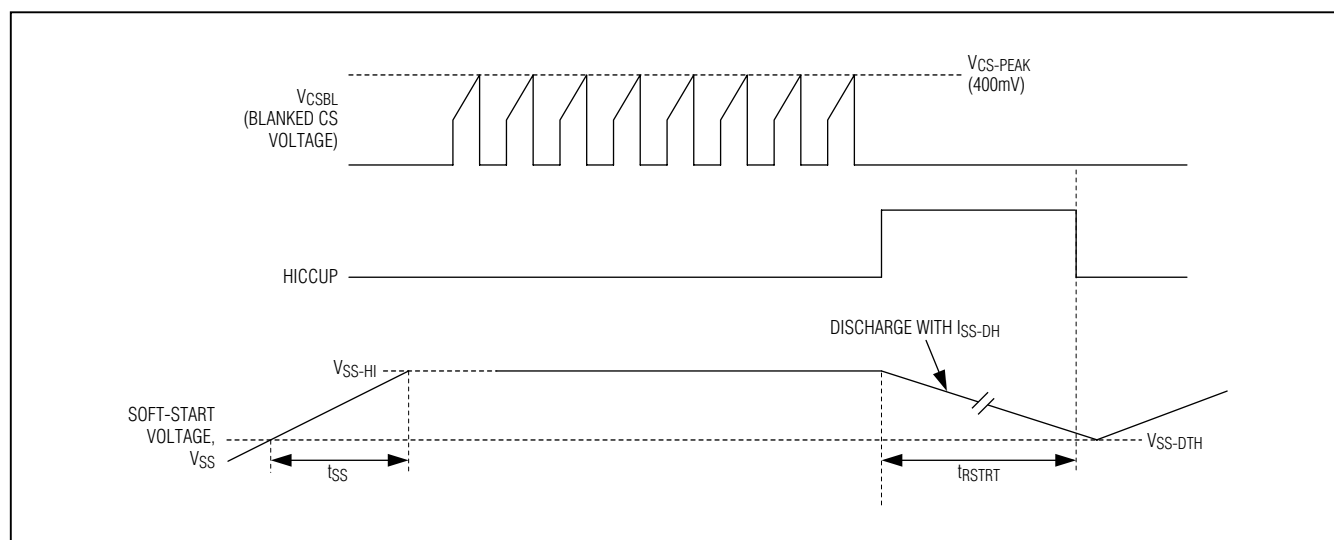 VCS-PEAK
(400mV)
VCSBL
(BLANKED CS
VOLTAGE)
HICCUP
DISCHARGE WITH ISS-DH
VSS-HI
SOFT-START
VOLTAGE,
VSS
VSS-DTH
tSS
tRSTRT